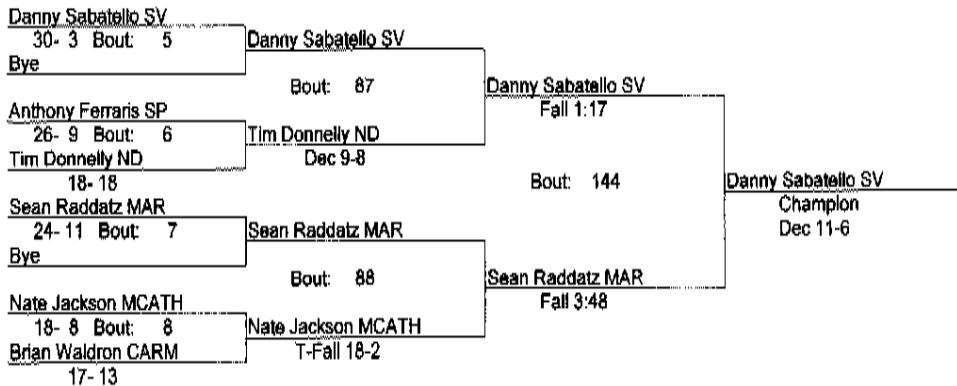 Danny Sabatello SV
30- 3 Bout: 5
Bye
Danny Sabatello SV
Bout: 87
Anthony Ferraris SP
26- 9 Bout: 6
Tim Donnelly ND
18- 18
Tim Donnelly ND
Dec 9-8
Danny Sabatello SV
Fall 1:17
Bout: 144
Sean Raddatz MAR
24- 11 Bout: 7
Bye
Sean Raddatz MAR
Bout: 88
Nate Jackson MCATH
18- 8 Bout: 8
Brian Waldron CARM
17- 13
Nate Jackson MCATH
T-Fall 18-2
Sean Raddatz MAR
Fall 3:48
Danny Sabatello SV
Champion
Dec 11-6